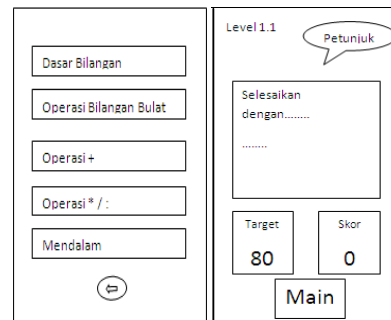 Dasar Bilangan
Operasi Bilangan Bulat
Operasi +
Operasi * / :
Mendalam
Level 1.1
Petunjuk
Selesaikan
dengan........
........
Target
80
Skor
0
Main